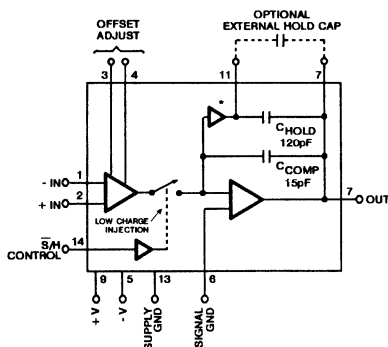 OPTIONAL
EXTERNAL HOLD CAP
OFFSET
ADJUST
3
4
11
7
*
CHOLD
120pF
CCOMP
15pF
- IN
1
+ IN
2
7
OUT
LOW CHARGE
INJECTION
S̅/H
CONTROL
14
9
5
13
6
+ V
- V
SUPPLY
GND
SIGNAL
GND